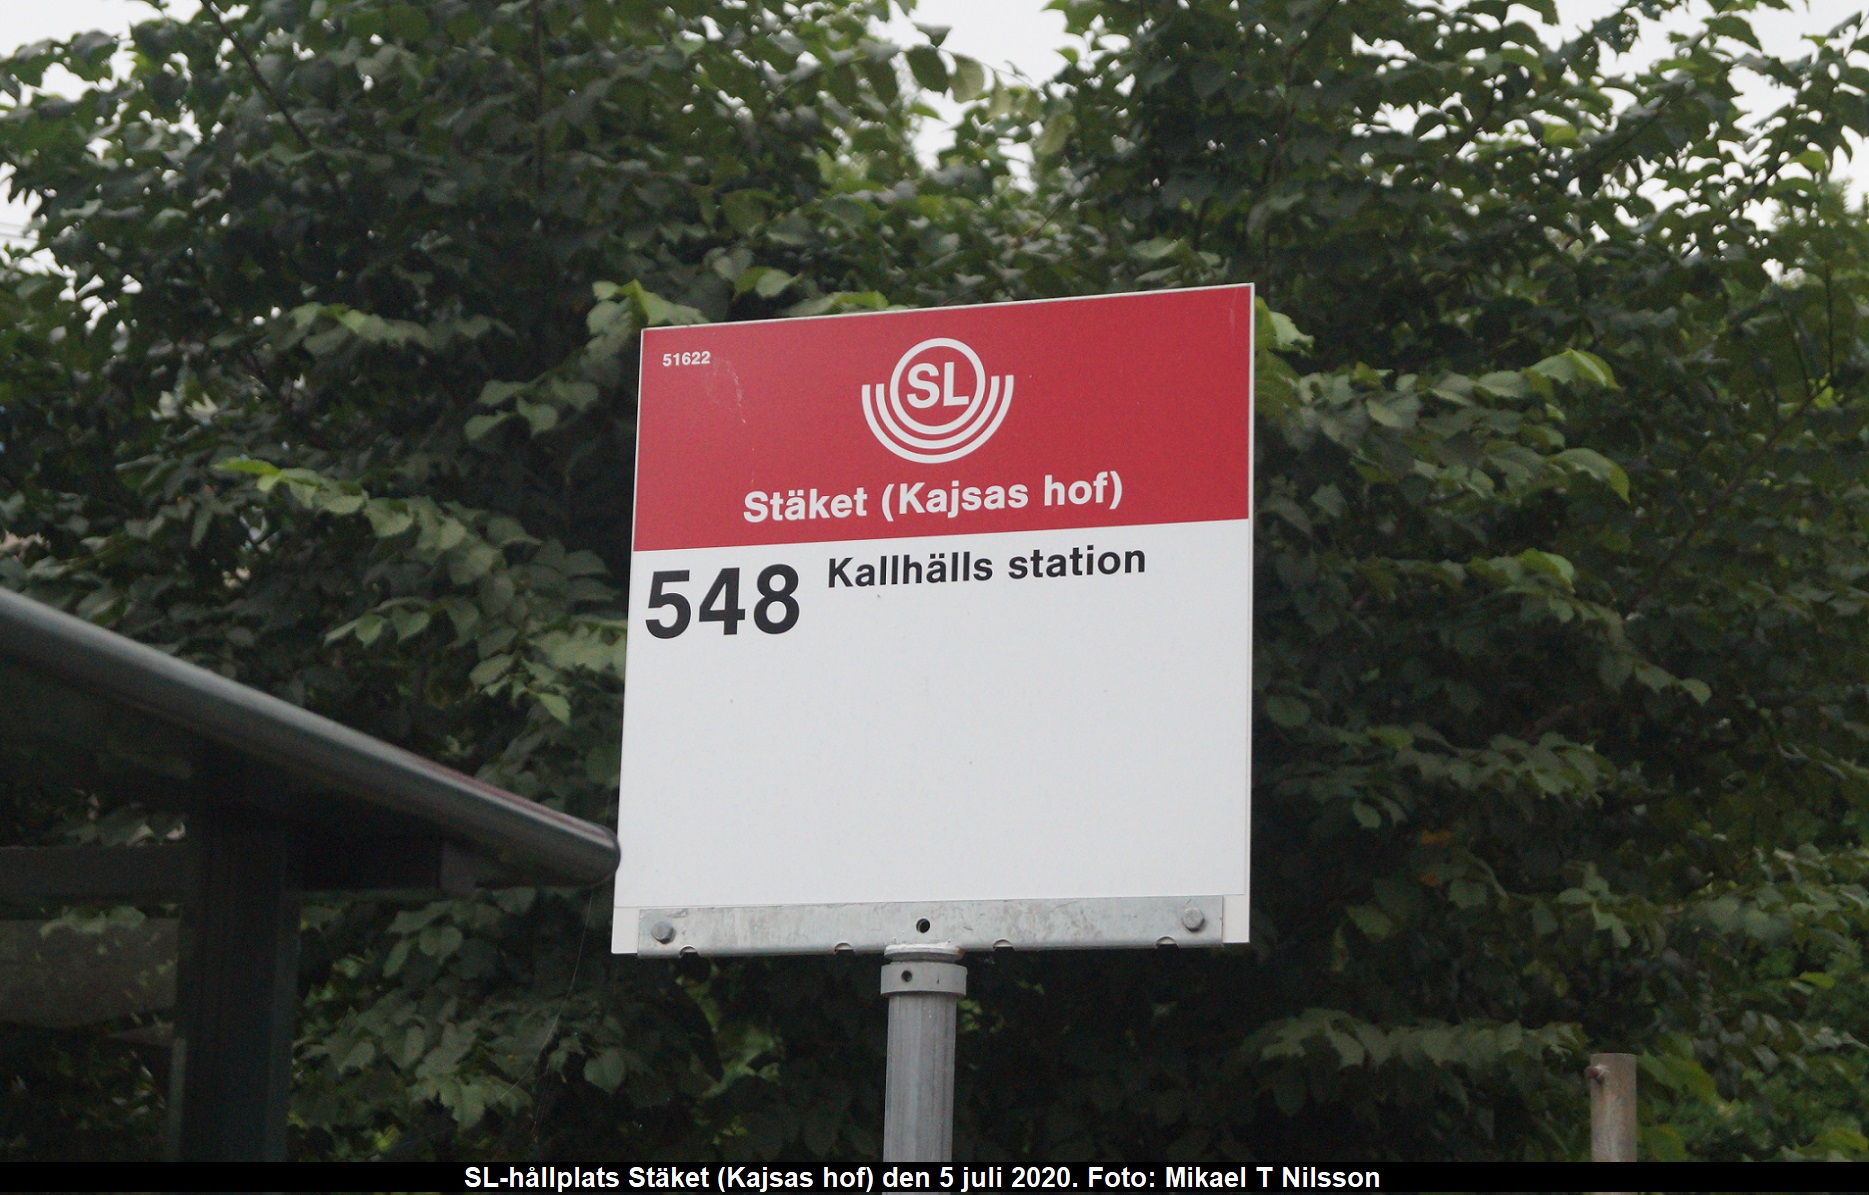 51622
SL
Stäket (Kajsas hof)
548 Kallhälls station
SL-hållplats Stäket (Kajsas hof) den 5 juli 2020. Foto: Mikael T Nilsson